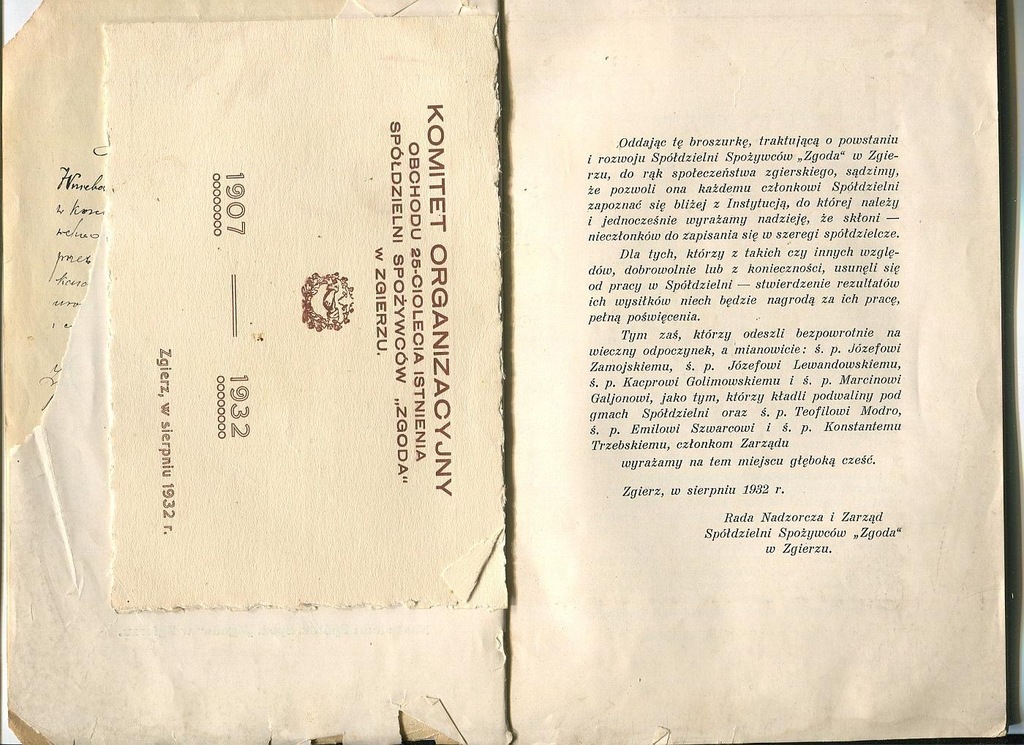 KOMITET ORGANIZACYJNY
OBCHODU 25-CIOLECIA ISTNIENIA
SPÓŁDZIELNI SPOŻYWCÓW „ZGODA"
W ZGIERZU.
1907 1932
Zgierz, w sierpniu 1932 r.
Oddając tę broszurkę, traktującą o powstaniu
i rozwoju Spółdzielni Spożywców „Zgoda" w Zgie-
rzu, do rąk społeczeństwa zgierskiego, sądzimy,
że pozwoli ona każdemu członkowi Spółdzielni
zapoznać się bliżej z Instytucją, do której należy
i jednocześnie wyrażamy nadzieję, że skłoni —
nieczłonków do zapisania się w szeregi spółdzielcze.
Dla tych, którzy z takich czy innych wzglę-
dów, dobrowolnie lub z konieczności, usunęli się
od pracy w Spółdzielni — stwierdzenie rezultatów
ich wysiłków niech będzie nagrodą za ich pracę,
pełną poświęcenia.
Tym zaś, którzy odeszli bezpowrotnie na
wieczny odpoczynek, a mianowicie: ś. p. Józefowi
Zamojskiemu, ś. p. Józefowi Lewandowskiemu,
ś. p. Kacprowi Golimowskiemu i ś. p. Marcinowi
Galjonowi, jako tym, którzy kładli podwaliny pod
gmach Spółdzielni oraz ś. p. Teofilowi Modro,
ś. p. Emilowi Szwarcowi i ś. p. Konstantemu
Trzebskiemu, członkom Zarządu
wyrażamy na tem miejscu głęboką cześć.
Zgierz, w sierpniu 1932 r.
Rada Nadzorcza i Zarząd
Spółdzielni Spożywców „Zgoda"
w Zgierzu.